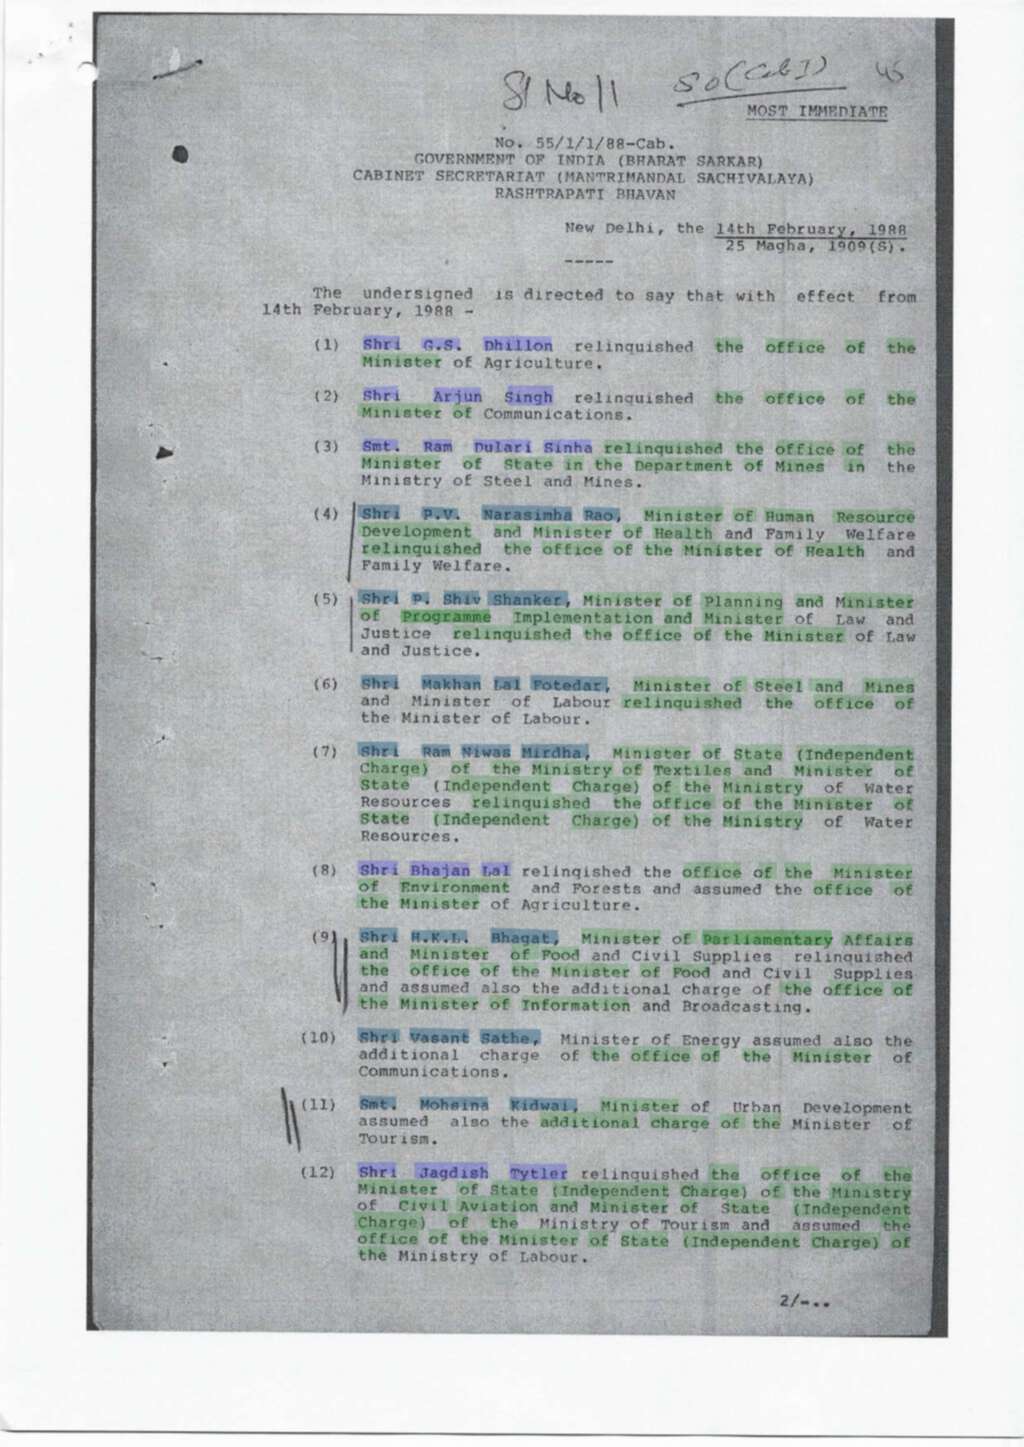 Sl No 11 SO(Cab I) 45
MOST IMMEDIATE
No. 55/1/1/88-Cab.
GOVERNMENT OF INDIA (BHARAT SARKAR)
CABINET SECRETARIAT (MANTRIMANDAL SACHIVALAYA)
RASHTRAPATI BHAVAN
New Delhi, the 14th February, 1988
25 Magha, 1909(S).
-----
The undersigned is directed to say that with effect from
14th February, 1988 -
(1) Shri G.S. Dhillon relinquished the office of the
Minister of Agriculture.
(2) Shri Arjun Singh relinquished the office of the
Minister of Communications.
(3) Smt. Ram Dulari Sinha relinquished the office of the
Minister of State in the Department of Mines in the
Ministry of Steel and Mines.
(4) Shri P.V. Narasimha Rao, Minister of Human Resource
Development and Minister of Health and Family Welfare
relinquished the office of the Minister of Health and
Family Welfare.
(5) Shri P. Shiv Shanker, Minister of Planning and Minister
of Programme Implementation and Minister of Law and
Justice relinquished the office of the Minister of Law
and Justice.
(6) Shri Makhan Lal Fotedar, Minister of Steel and Mines
and Minister of Labour relinquished the office of
the Minister of Labour.
(7) Shri Ram Niwas Mirdha, Minister of State (Independent
Charge) of the Ministry of Textiles and Minister of
State (Independent Charge) of the Ministry of Water
Resources relinquished the office of the Minister of
State (Independent Charge) of the Ministry of Water
Resources.
(8) Shri Bhajan Lal relinqished the office of the Minister
of Environment and Forests and assumed the office of
the Minister of Agriculture.
(9) Shri H.K.L. Bhagat, Minister of Parliamentary Affairs
and Minister of Food and Civil Supplies relinquished
the office of the Minister of Food and Civil Supplies
and assumed also the additional charge of the office of
the Minister of Information and Broadcasting.
(10) Shri Vasant Sathe, Minister of Energy assumed also the
additional charge of the office of the Minister of
Communications.
(11) Smt. Mohsina Kidwai, Minister of Urban Development
assumed also the additional charge of the Minister of
Tourism.
(12) Shri Jagdish Tytler relinquished the office of the
Minister of State (Independent Charge) of the Ministry
of Civil Aviation and Minister of State (Independent
Charge) of the Ministry of Tourism and assumed the
office of the Minister of State (Independent Charge) of
the Ministry of Labour.
2/-..